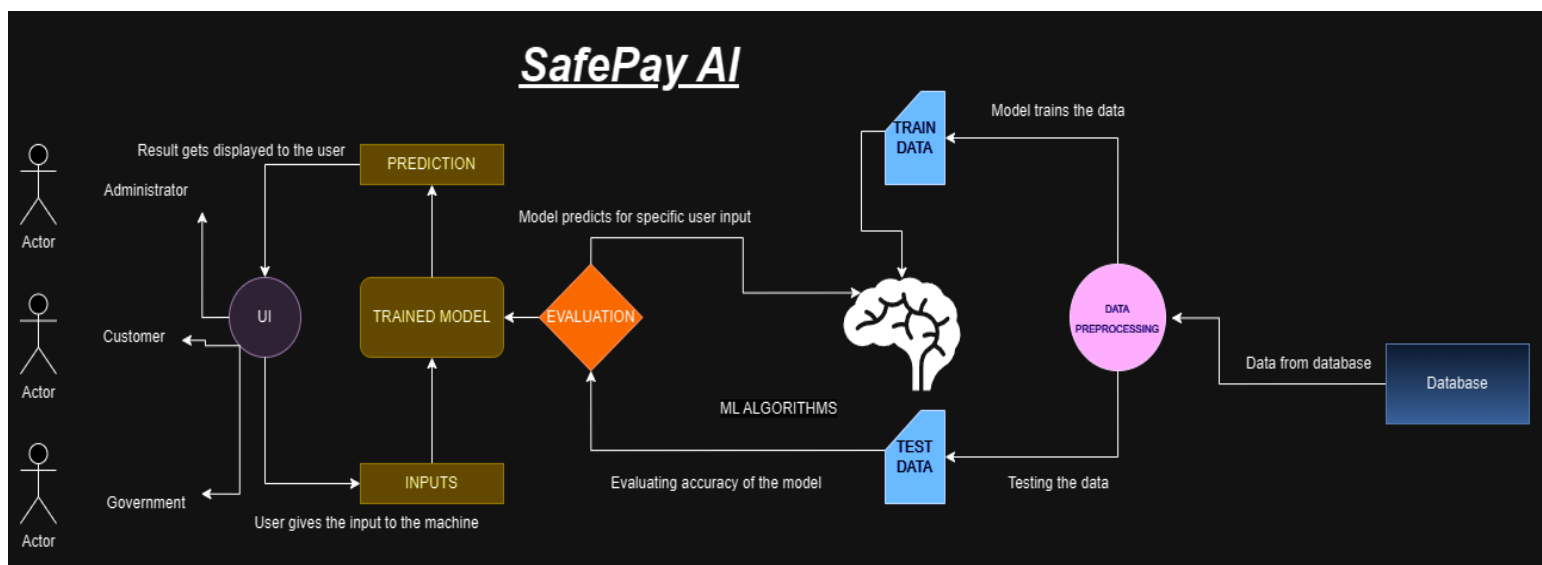 SafePay AI
Model trains the data
TRAIN
DATA
Result gets displayed to the user
PREDICTION
Administrator
Actor
Model predicts for specific user input
UI
TRAINED MODEL
EVALUATION
DATA
PREPROCESSING
Customer
Actor
Data from database
Database
ML ALGORITHMS
TEST
DATA
INPUTS
Evaluating accuracy of the model
Testing the data
Government
User gives the input to the machine
Actor